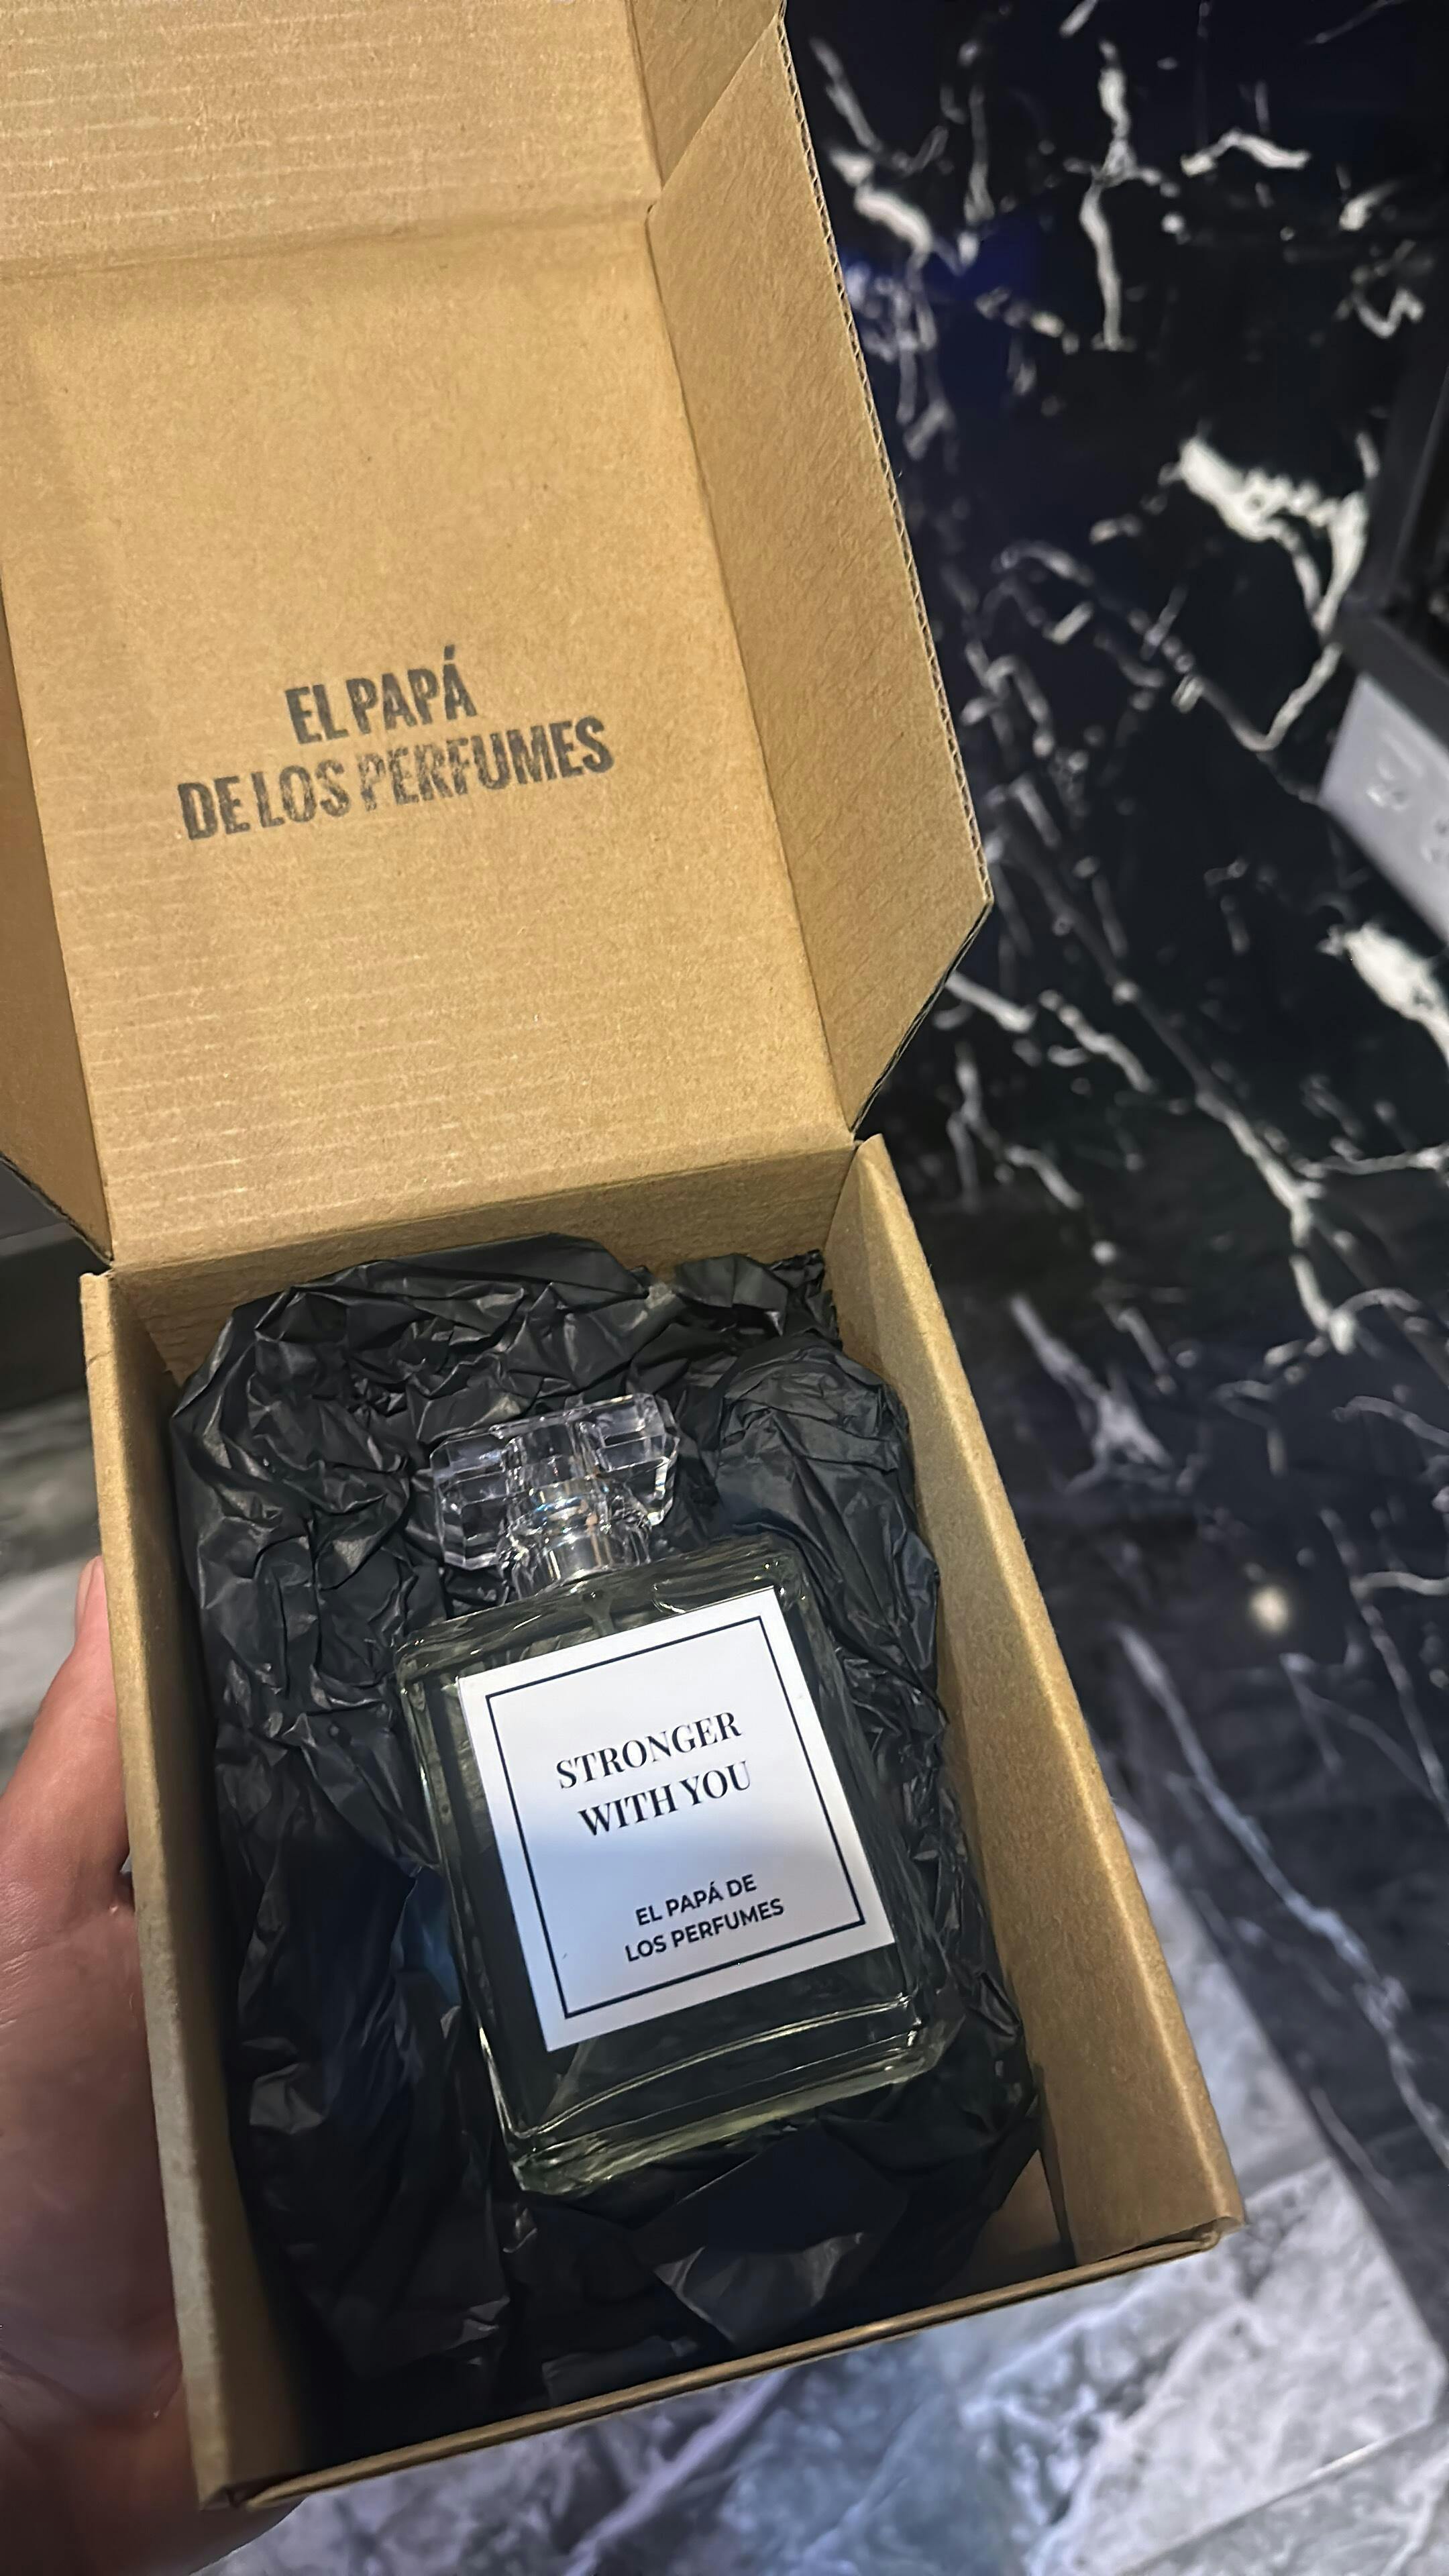 EL PAPÁ
DE LOS PERFUMES
STRONGER
WITH YOU
EL PAPÁ DE
LOS PERFUMES